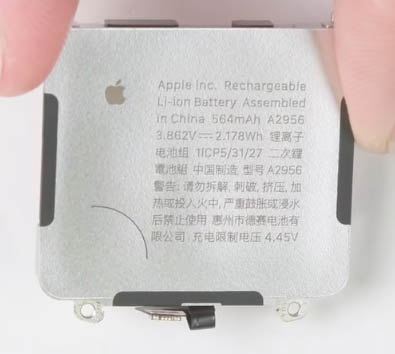 Apple Inc. Rechargeable
Li-ion Battery Assembled
in China 564mAh A2956
3.862V⎓2.178Wh 锂离子
电池组 1ICP5/31/27 二次鋰
電池組 中国制造 型号 A2956
警告: 请勿拆解, 刺破, 挤压, 加
热或投入火中, 严重鼓胀或浸水
后禁止使用 惠州市德赛电池有
限公司. 充电限制电压 4.45V